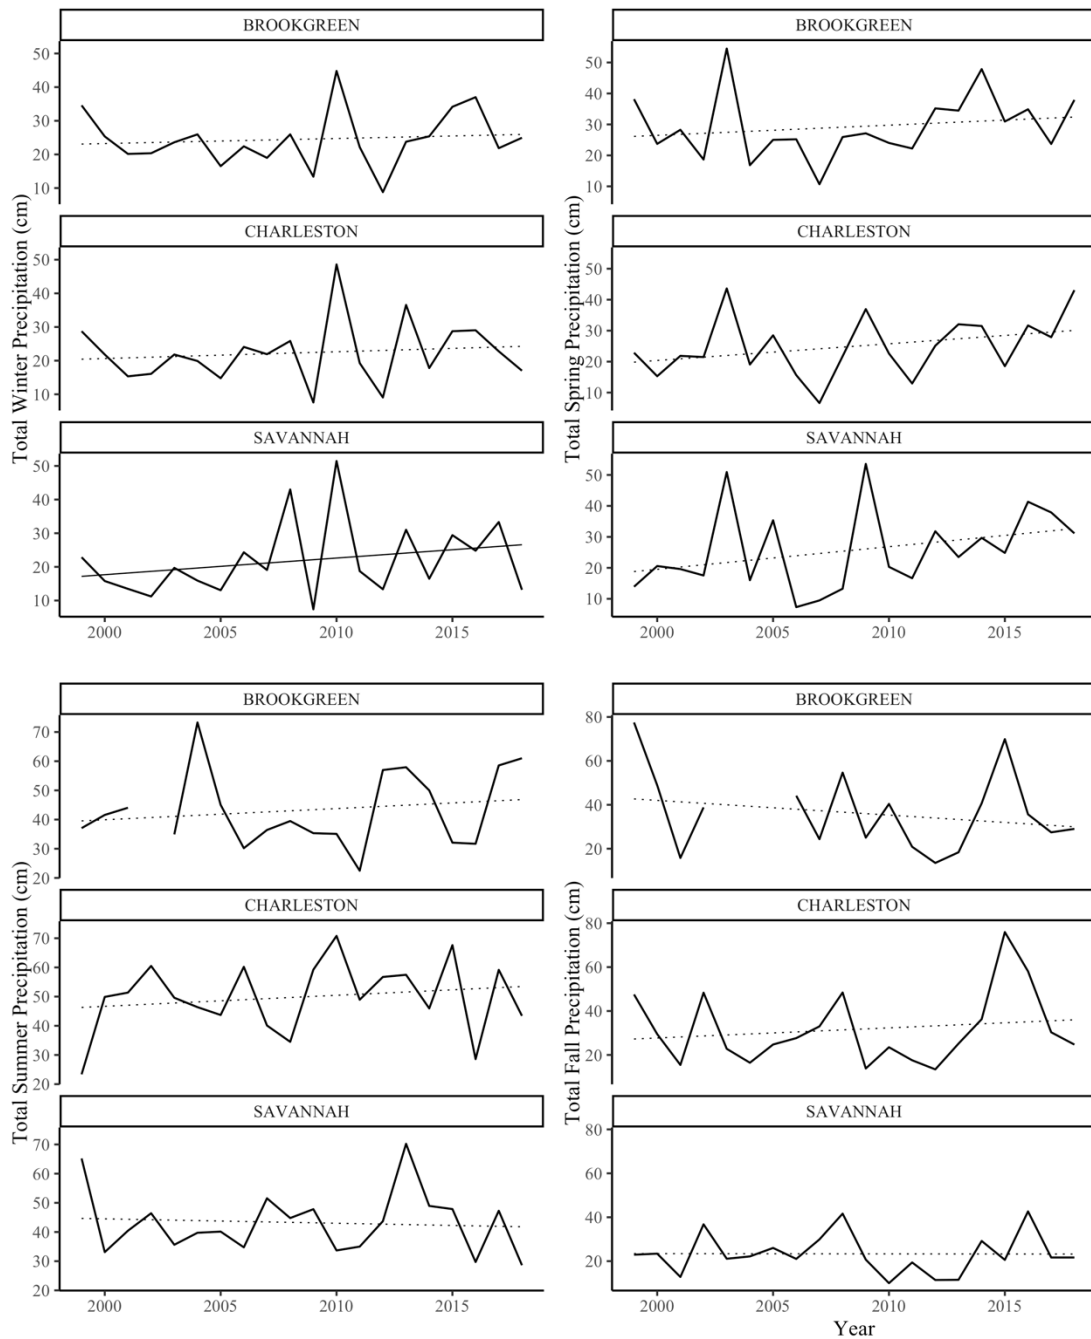 BROOKGREEN
50
40
30
20
10
CHARLESTON
50
40
30
20
10
SAVANNAH
50
40
30
20
10
2000 2005 2010 2015
Total Winter Precipitation (cm)
BROOKGREEN
50
40
30
20
10
CHARLESTON
50
40
30
20
10
SAVANNAH
50
40
30
20
10
2000 2005 2010 2015
Total Spring Precipitation (cm)
BROOKGREEN
70
60
50
40
30
20
CHARLESTON
70
60
50
40
30
20
SAVANNAH
70
60
50
40
30
20
2000 2005 2010 2015
Total Summer Precipitation (cm)
BROOKGREEN
80
60
40
20
CHARLESTON
80
60
40
20
SAVANNAH
80
60
40
20
2000 2005 2010 2015
Total Fall Precipitation (cm)
Year